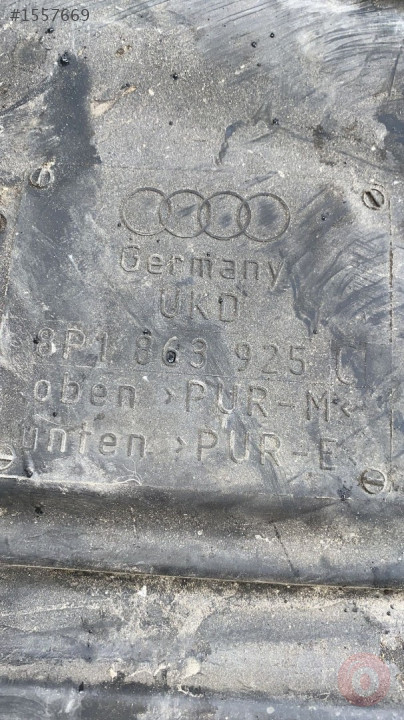 #1557669
Germany
UKD
8P1 863 925
oben >PUR-M<
unten >PUR-E<